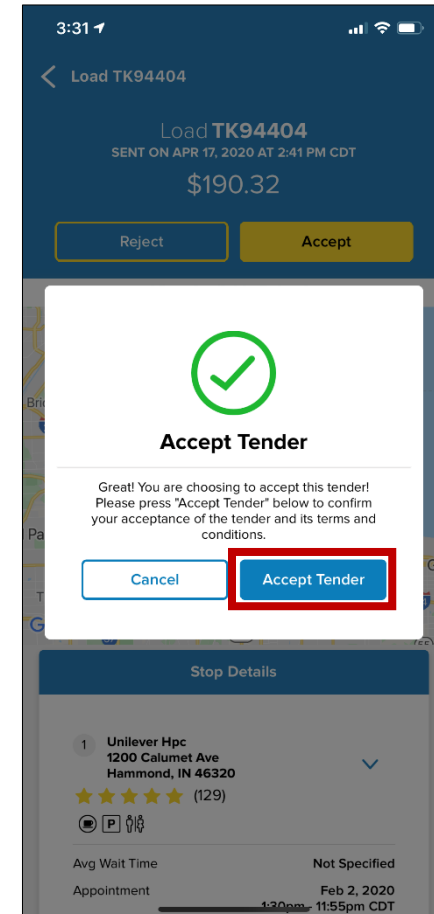 3:31
Load TK94404
Load TK94404
SENT ON APR 17, 2020 AT 2:41 PM CDT
$190.32
Reject
Accept
Bri
Accept Tender
Great! You are choosing to accept this tender!
Please press "Accept Tender" below to confirm
your acceptance of the tender and its terms and
conditions.
Pa
Cancel
Accept Tender
T
G
Stop Details
1
Unilever Hpc
1200 Calumet Ave
Hammond, IN 46320
(129)
P
Avg Wait Time
Not Specified
Appointment
Feb 2, 2020
1:30pm - 11:55pm CDT